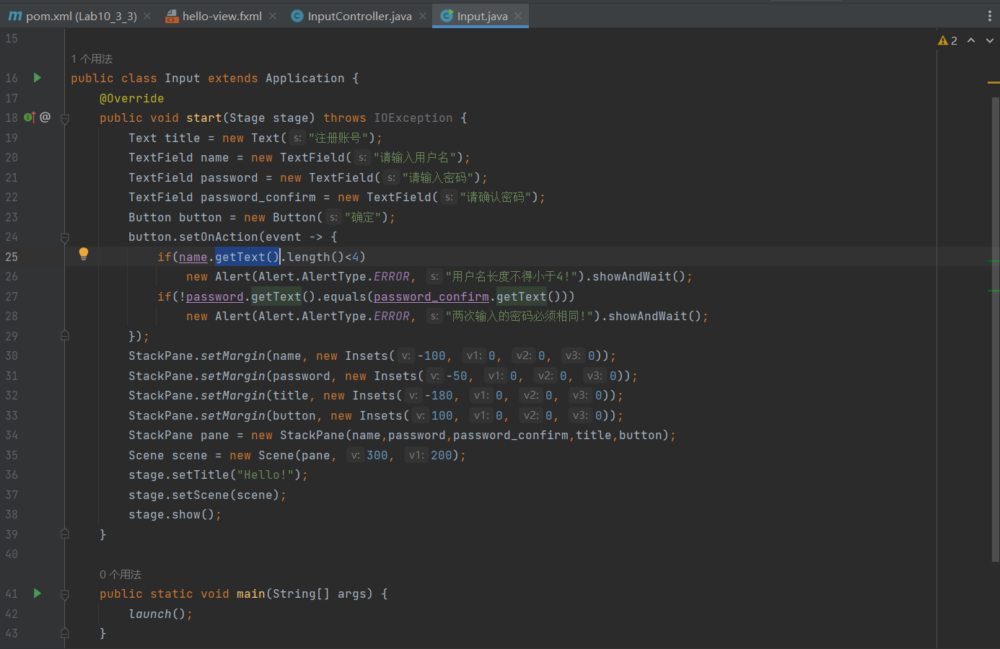 pom.xml (Lab10_3_3) hello-view.fxml InputController.java Input.java
15
2
1 个用法
16 public class Input extends Application {
17 @Override
18 @ public void start(Stage stage) throws IOException {
19 Text title = new Text( s: "注册账号");
20 TextField name = new TextField( s: "请输入用户名");
21 TextField password = new TextField( s: "请输入密码");
22 TextField password_confirm = new TextField( s: "请确认密码");
23 Button button = new Button( s: "确定");
24 button.setOnAction(event -> {
25 if(name.getText().length()<4)
26 new Alert(Alert.AlertType.ERROR, s: "用户名长度不得小于4!").showAndWait();
27 if(!password.getText().equals(password_confirm.getText()))
28 new Alert(Alert.AlertType.ERROR, s: "两次输入的密码必须相同!").showAndWait();
29 });
30 StackPane.setMargin(name, new Insets( v: -100, v1: 0, v2: 0, v3: 0));
31 StackPane.setMargin(password, new Insets( v: -50, v1: 0, v2: 0, v3: 0));
32 StackPane.setMargin(title, new Insets( v: -180, v1: 0, v2: 0, v3: 0));
33 StackPane.setMargin(button, new Insets( v: 100, v1: 0, v2: 0, v3: 0));
34 StackPane pane = new StackPane(name,password,password_confirm,title,button);
35 Scene scene = new Scene(pane, v: 300, v1: 200);
36 stage.setTitle("Hello!");
37 stage.setScene(scene);
38 stage.show();
39 }
40
0 个用法
41 public static void main(String[] args) {
42 launch();
43 }